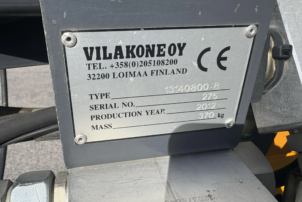 VILAKONE OY
TEL. +358(0)205108200
32200 LOIMAA FINLAND
CE
TYPE 13140800-B
SERIAL NO. 275
PRODUCTION YEAR 2012
MASS 370 kg